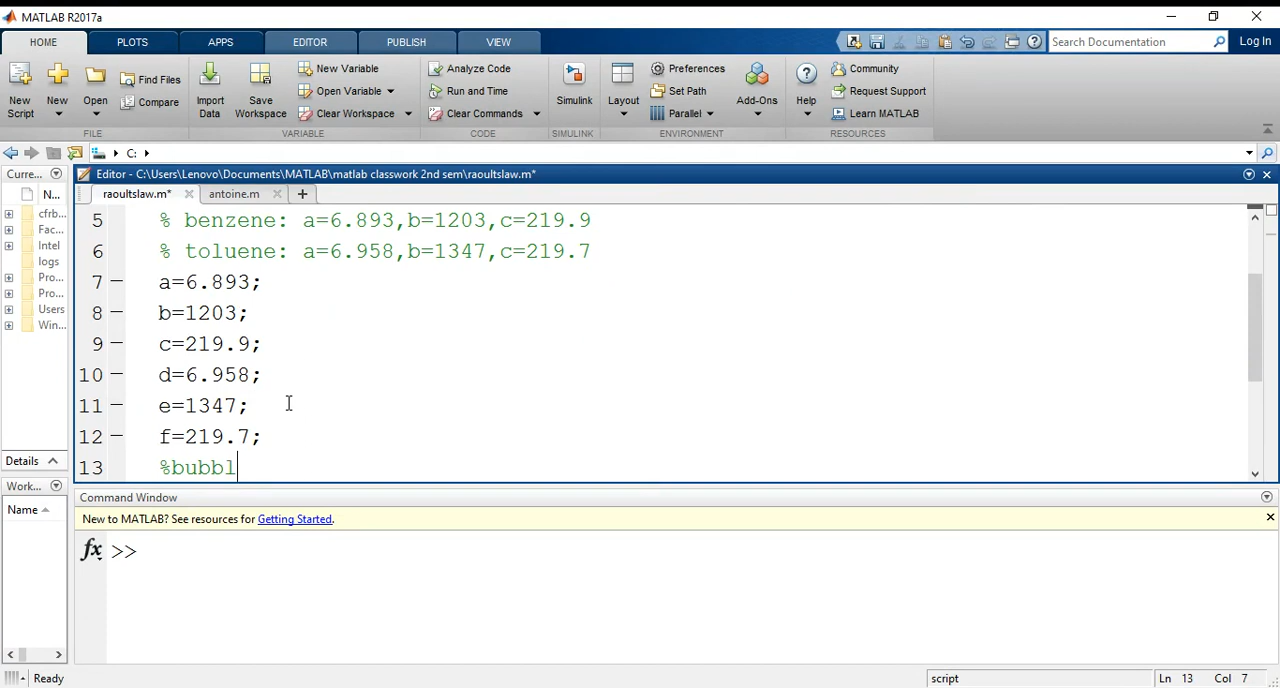 MATLAB R2017a
HOME PLOTS APPS EDITOR PUBLISH VIEW Search Documentation Log In
New Script New Open Find Files Compare Import Data Save Workspace New Variable Open Variable Clear Workspace Analyze Code Run and Time Clear Commands Simulink Layout Preferences Set Path Parallel Add-Ons Help Community Request Support Learn MATLAB
FILE VARIABLE CODE SIMULINK ENVIRONMENT RESOURCES
C:
Curre... Editor - C:\Users\Lenovo\Documents\MATLAB\matlab classwork 2nd sem\raoultslaw.m*
N... raoultslaw.m* antoine.m
cfrb...
Fac...
Intel
logs
Pro...
Pro...
Users
Win...
Details
Work...
Name
5 % benzene: a=6.893,b=1203,c=219.9
6 % toluene: a=6.958,b=1347,c=219.7
7 a=6.893;
8 b=1203;
9 c=219.9;
10 d=6.958;
11 e=1347;
12 f=219.7;
13 %bubbl
Command Window
New to MATLAB? See resources for Getting Started.
fx >>
Ready script Ln 13 Col 7